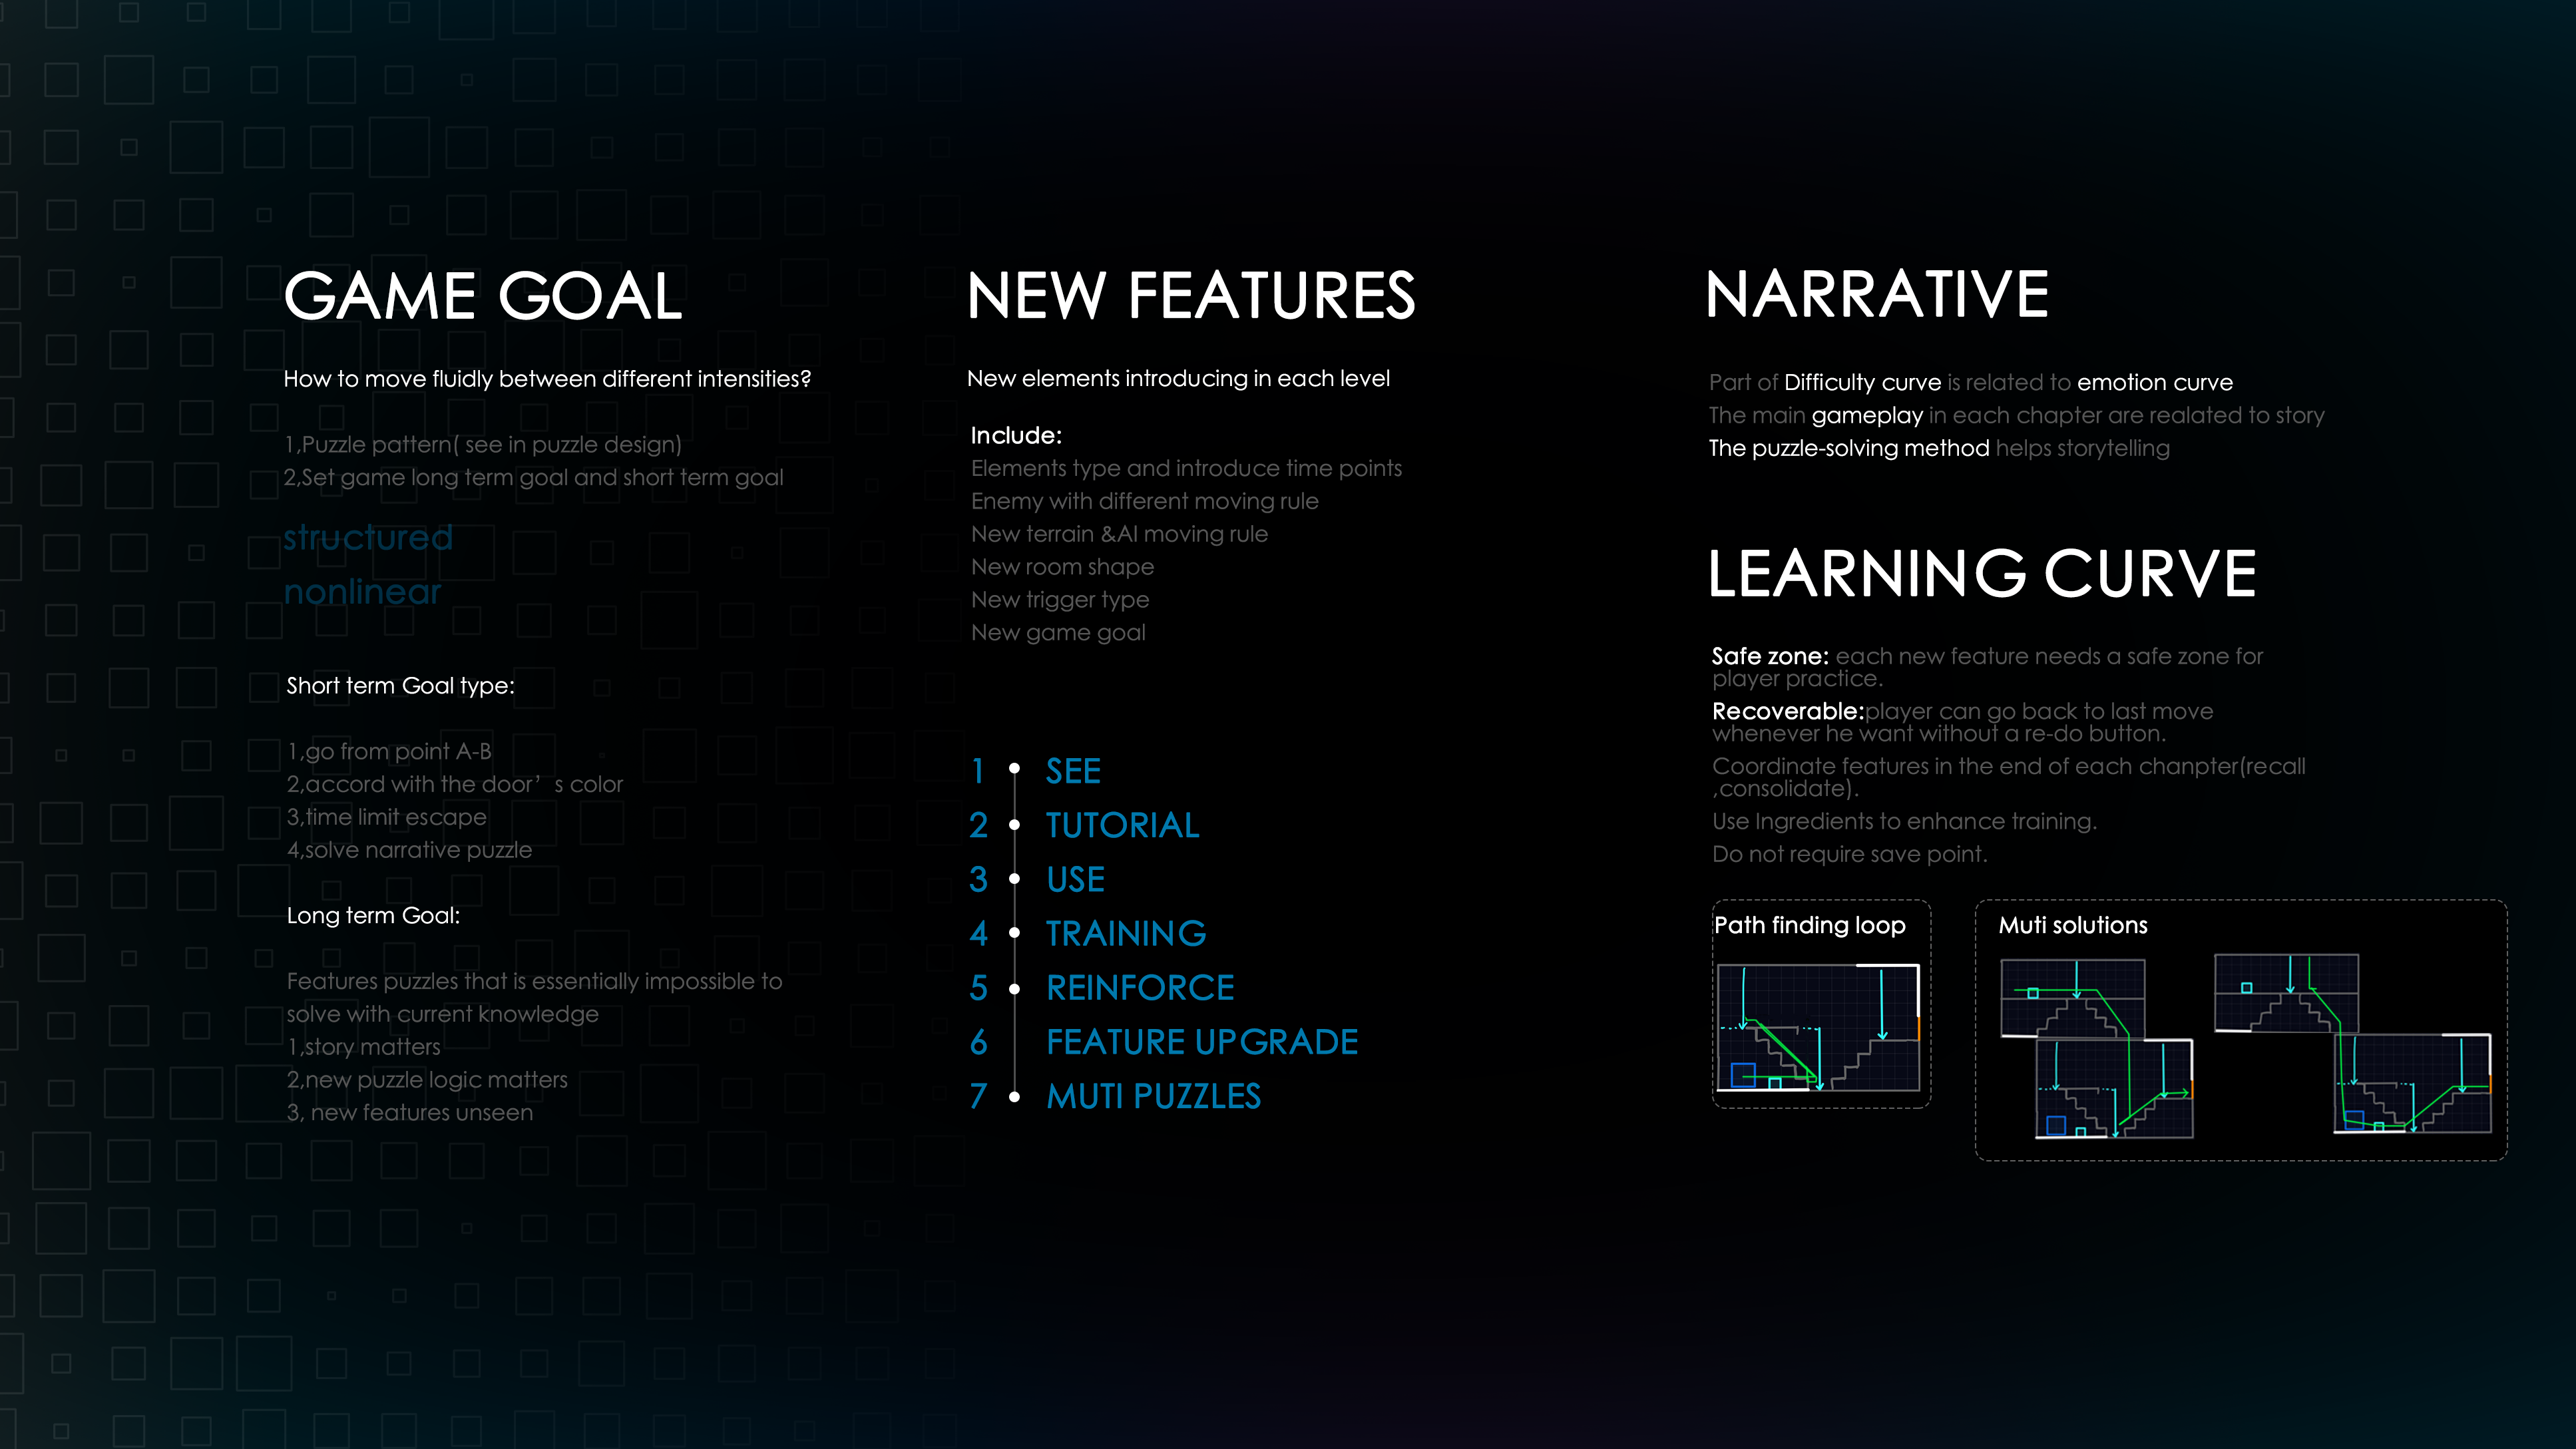 GAME GOAL
How to move fluidly between different intensities?
1,Puzzle pattern( see in puzzle design)
2,Set game long term goal and short term goal
structured
nonlinear
Short term Goal type:
1,go from point A-B
2,accord with the door’s color
3,time limit escape
4,solve narrative puzzle
Long term Goal:
Features puzzles that is essentially impossible to
solve with current knowledge
1,story matters
2,new puzzle logic matters
3, new features unseen
NEW FEATURES
New elements introducing in each level
Include:
Elements type and introduce time points
Enemy with different moving rule
New terrain &AI moving rule
New room shape
New trigger type
New game goal
1 SEE
2 TUTORIAL
3 USE
4 TRAINING
5 REINFORCE
6 FEATURE UPGRADE
7 MUTI PUZZLES
NARRATIVE
Part of Difficulty curve is related to emotion curve
The main gameplay in each chapter are realated to story
The puzzle-solving method helps storytelling
LEARNING CURVE
Safe zone: each new feature needs a safe zone for
player practice.
Recoverable:player can go back to last move
whenever he want without a re-do button.
Coordinate features in the end of each chanpter(recall
,consolidate).
Use Ingredients to enhance training.
Do not require save point.
Path finding loop
Muti solutions